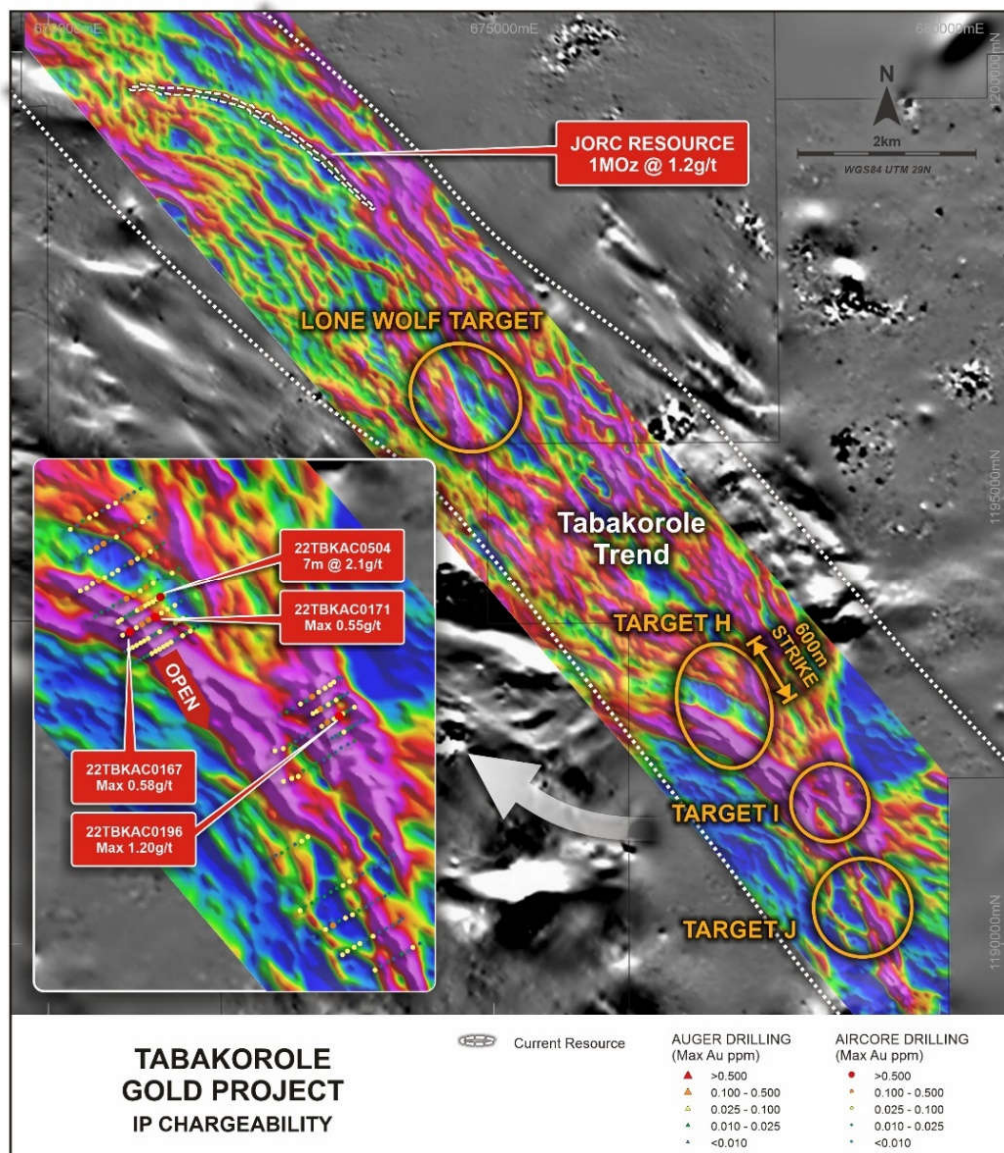 675000mE
680000mE
1200000mN
N
2km
WGS84 UTM 29N
JORC RESOURCE
1MOz @ 1.2g/t
LONE WOLF TARGET
1195000mN
Tabakorole
Trend
22TBKAC0504
7m @ 2.1g/t
22TBKAC0171
Max 0.55g/t
OPEN
22TBKAC0167
Max 0.58g/t
22TBKAC0196
Max 1.20g/t
TARGET H
600m
STRIKE
TARGET I
TARGET J
1190000mN
TABAKOROLE
GOLD PROJECT
IP CHARGEABILITY
Current Resource
AUGER DRILLING
(Max Au ppm)
>0.500
0.100 - 0.500
0.025 - 0.100
0.010 - 0.025
<0.010
AIRCORE DRILLING
(Max Au ppm)
>0.500
0.100 - 0.500
0.025 - 0.100
0.010 - 0.025
<0.010